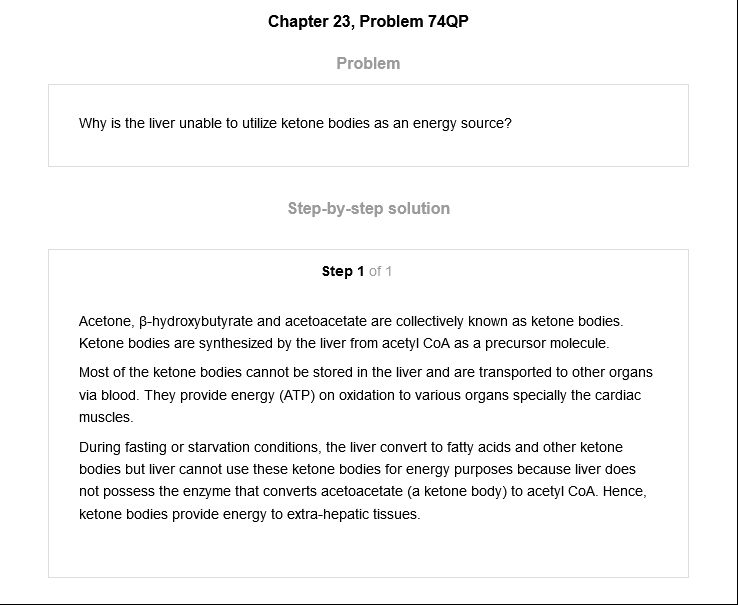 Chapter 23, Problem 74QP
Problem
Why is the liver unable to utilize ketone bodies as an energy source?
Step-by-step solution
Step 1 of 1
Acetone, β-hydroxybutyrate and acetoacetate are collectively known as ketone bodies.
Ketone bodies are synthesized by the liver from acetyl CoA as a precursor molecule.
Most of the ketone bodies cannot be stored in the liver and are transported to other organs
via blood. They provide energy (ATP) on oxidation to various organs specially the cardiac
muscles.
During fasting or starvation conditions, the liver convert to fatty acids and other ketone
bodies but liver cannot use these ketone bodies for energy purposes because liver does
not possess the enzyme that converts acetoacetate (a ketone body) to acetyl CoA. Hence,
ketone bodies provide energy to extra-hepatic tissues.